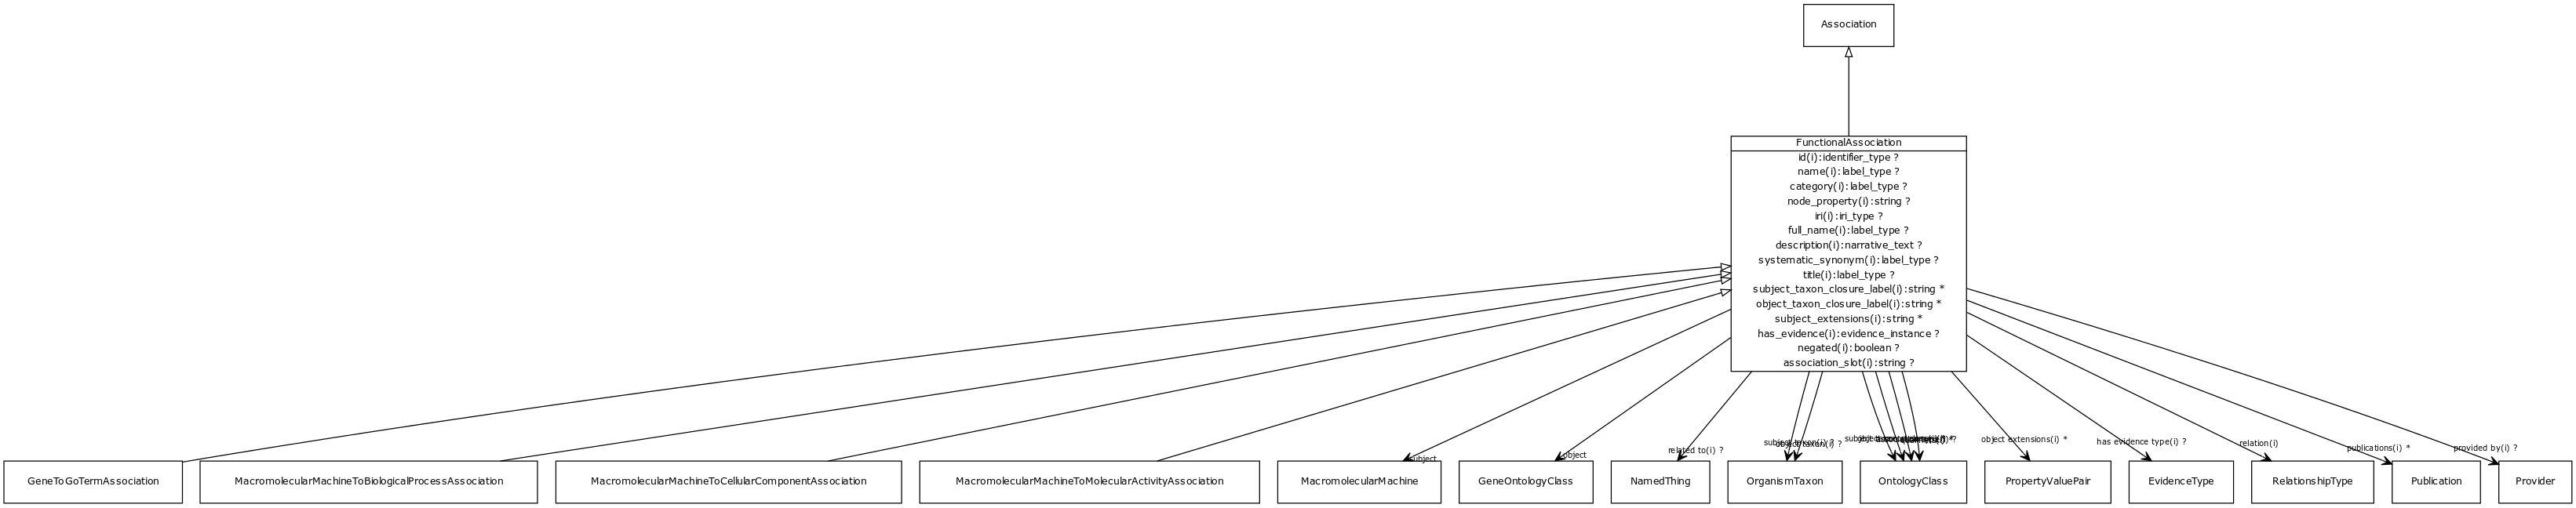 Association
FunctionalAssociation
id(i):identifier_type ?
name(i):label_type ?
category(i):label_type ?
node_property(i):string ?
iri(i):iri_type ?
full_name(i):label_type ?
description(i):narrative_text ?
systematic_synonym(i):label_type ?
title(i):label_type ?
subject_taxon_closure_label(i):string *
object_taxon_closure_label(i):string *
subject_extensions(i):string *
has_evidence(i):evidence_instance ?
negated(i):boolean ?
association_slot(i):string ?
subject
object
related to(i) ?
subject taxon(i) ?
object taxon(i) ?
object extensions(i) *
has evidence type(i) ?
relation(i)
publications(i) *
provided by(i) ?
GeneToGoTermAssociation
MacromolecularMachineToBiologicalProcessAssociation
MacromolecularMachineToCellularComponentAssociation
MacromolecularMachineToMolecularActivityAssociation
MacromolecularMachine
GeneOntologyClass
NamedThing
OrganismTaxon
OntologyClass
PropertyValuePair
EvidenceType
RelationshipType
Publication
Provider